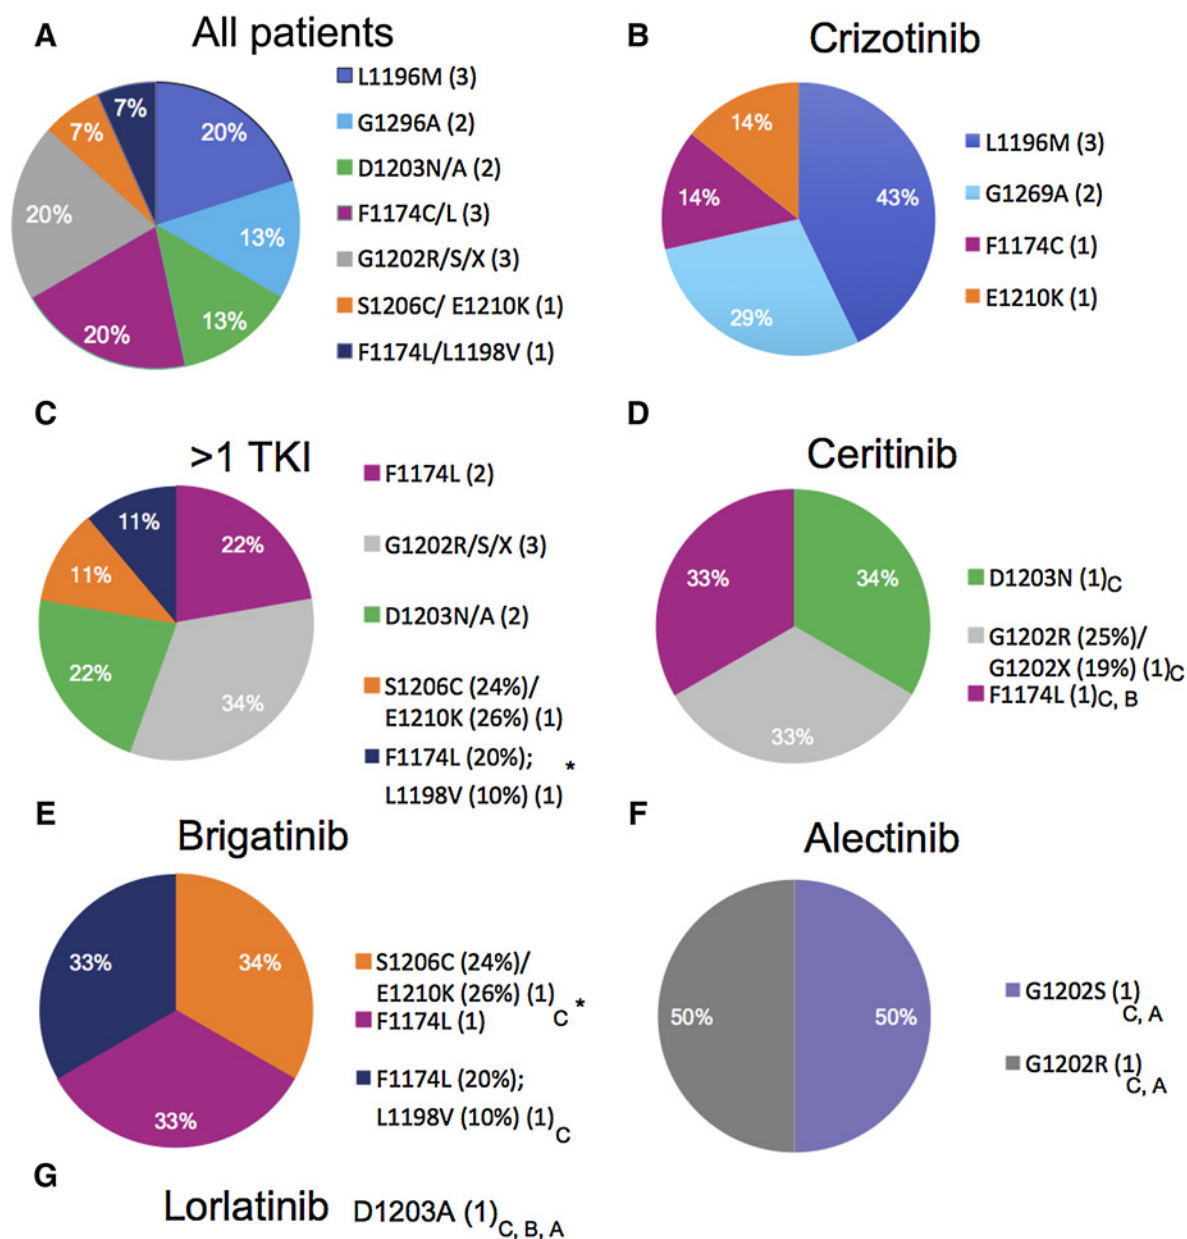 A
All patients
20%
13%
13%
20%
20%
7%
7%
L1196M (3)
G1296A (2)
D1203N/A (2)
F1174C/L (3)
G1202R/S/X (3)
S1206C/ E1210K (1)
F1174L/L1198V (1)
B
Crizotinib
43%
29%
14%
14%
L1196M (3)
G1269A (2)
F1174C (1)
E1210K (1)
C
>1 TKI
22%
34%
22%
11%
11%
F1174L (2)
G1202R/S/X (3)
D1203N/A (2)
S1206C (24%)/
E1210K (26%) (1)
F1174L (20%); *
L1198V (10%) (1)
D
Ceritinib
34%
33%
33%
D1203N (1)C
G1202R (25%)/
G1202X (19%) (1)C
F1174L (1)C, B
E
Brigatinib
34%
33%
33%
S1206C (24%)/
E1210K (26%) (1)C *
F1174L (1)
F1174L (20%);
L1198V (10%) (1)C
F
Alectinib
50%
50%
G1202S (1)C, A
G1202R (1)C, A
G
Lorlatinib D1203A (1)C, B, A